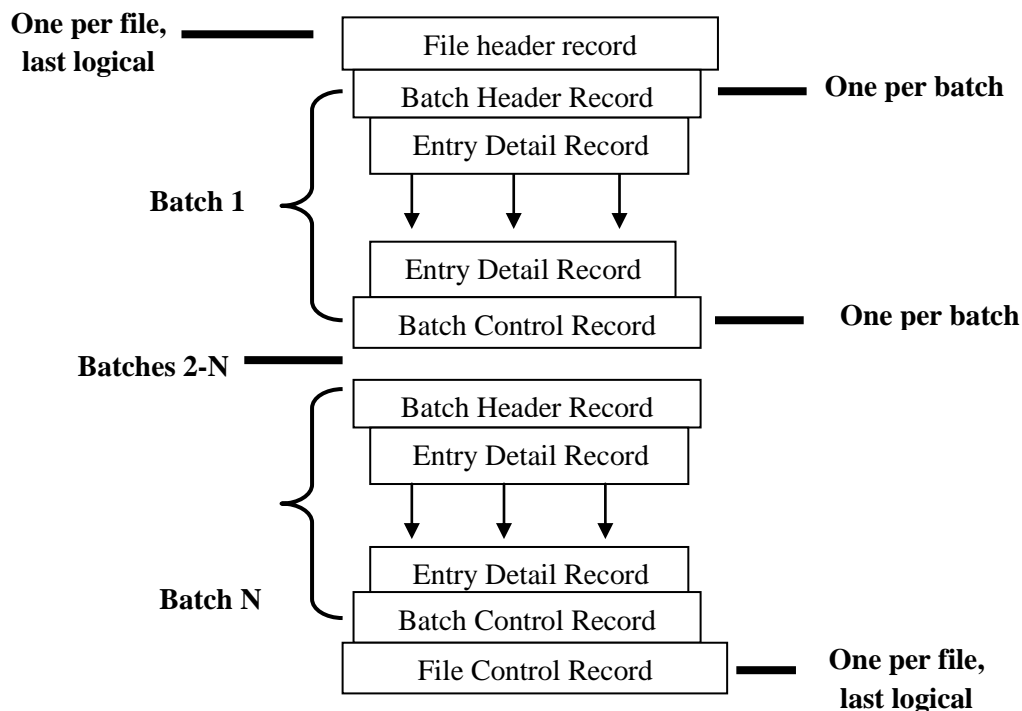 One per file,
last logical
File header record
Batch Header Record
One per batch
Entry Detail Record
Batch 1
Entry Detail Record
Batch Control Record
One per batch
Batches 2-N
Batch Header Record
Entry Detail Record
Entry Detail Record
Batch N
Batch Control Record
File Control Record
One per file,
last logical